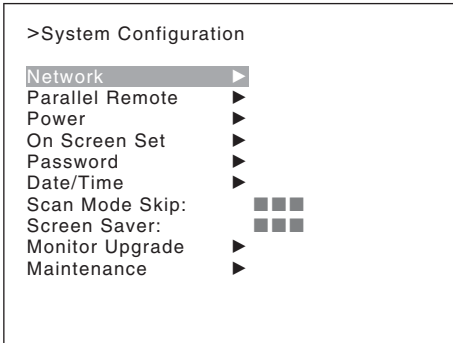 >System Configuration
Network ▶
Parallel Remote ▶
Power ▶
On Screen Set ▶
Password ▶
Date/Time ▶
Scan Mode Skip: ■■■
Screen Saver: ■■■
Monitor Upgrade ▶
Maintenance ▶